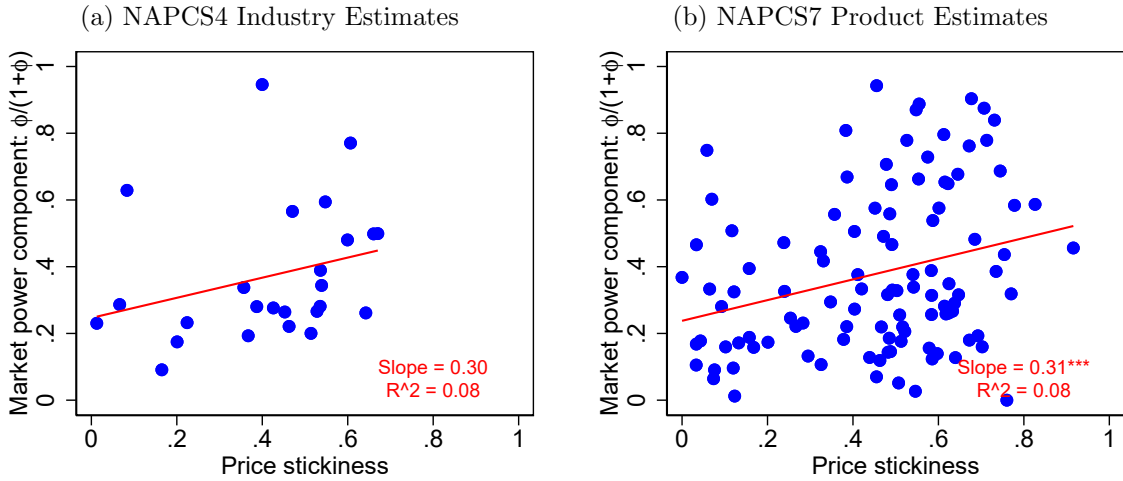 (a) NAPCS4 Industry Estimates
Market power component: ϕ/(1+ϕ)
1
.8
.6
.4
.2
0
Slope = 0.30
R^2 = 0.08
0 .2 .4 .6 .8 1
Price stickiness
(b) NAPCS7 Product Estimates
Market power component: ϕ/(1+ϕ)
1
.8
.6
.4
.2
0
Slope = 0.31***
R^2 = 0.08
0 .2 .4 .6 .8 1
Price stickiness